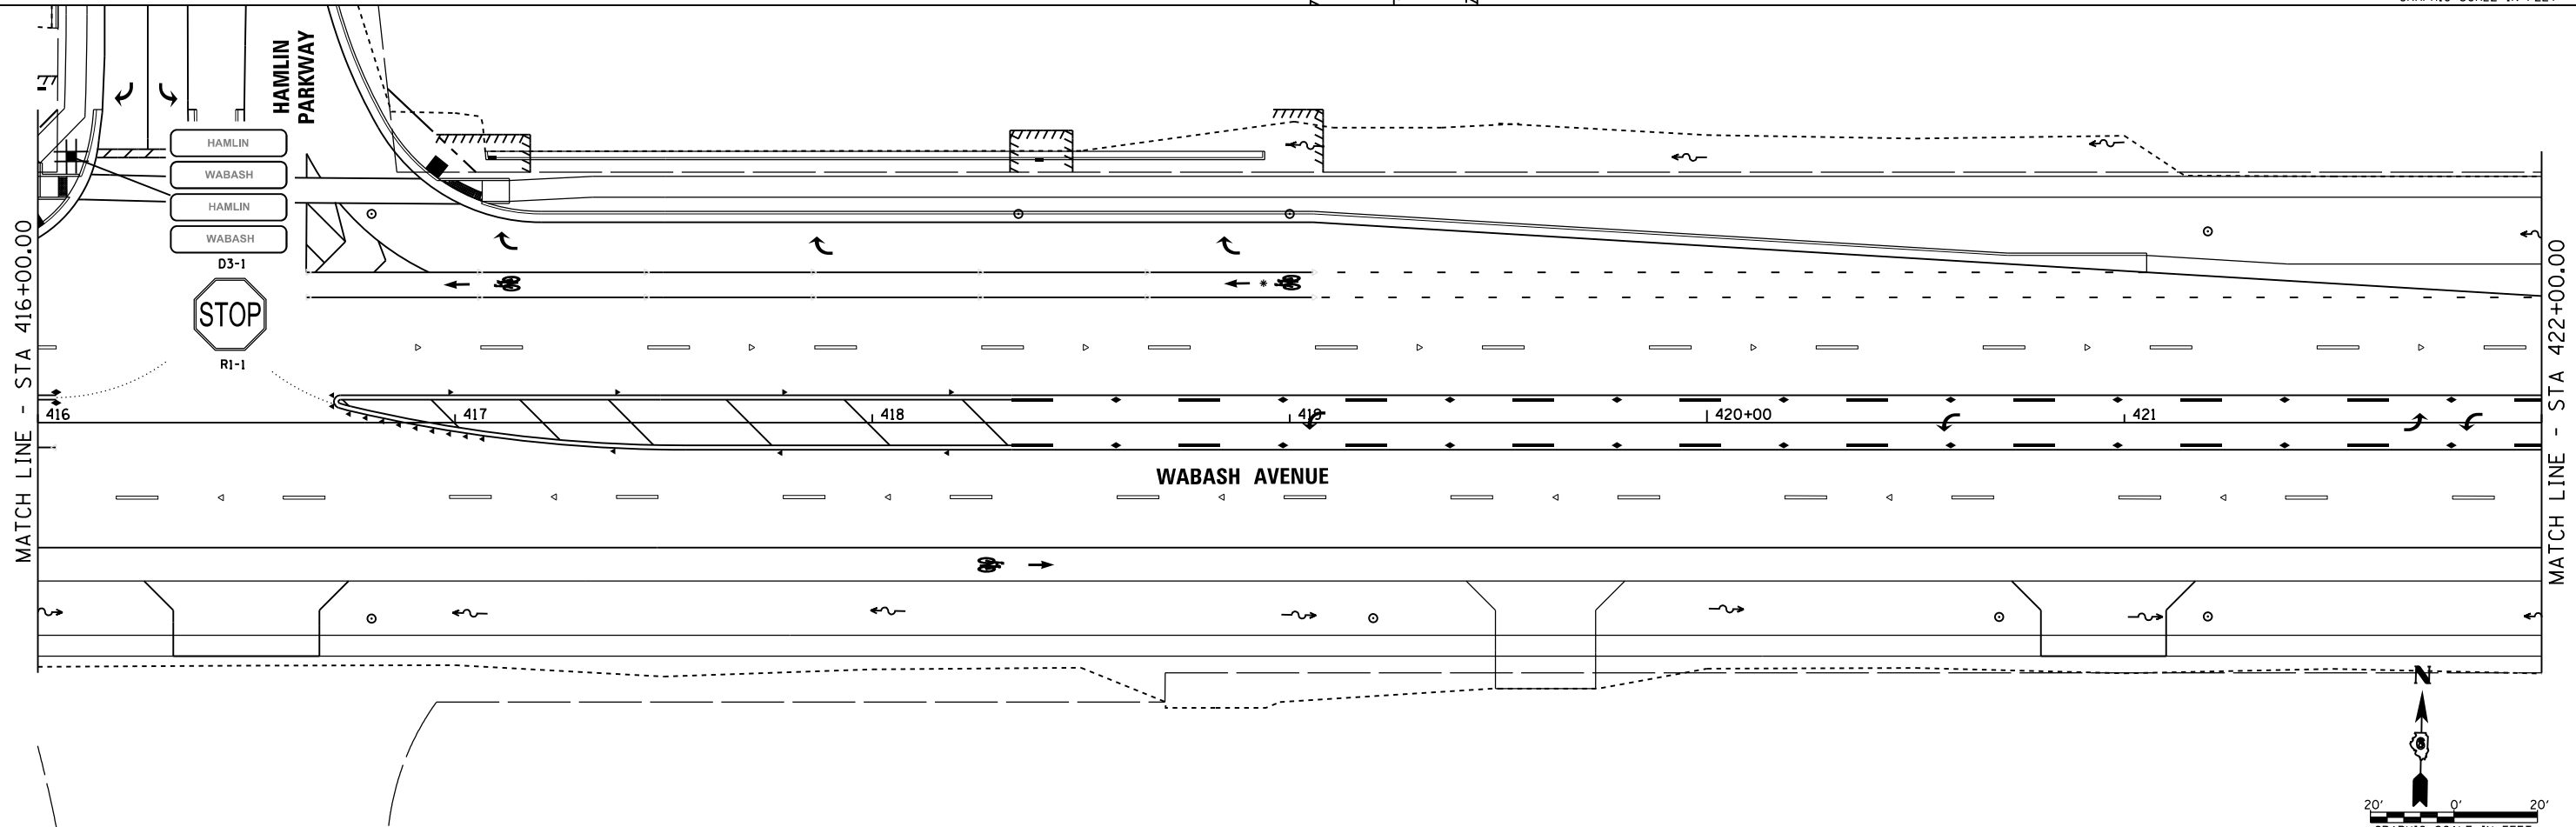 HAMLIN
PARKWAY
HAMLIN
WABASH
HAMLIN
WABASH
D3-1
STOP
R1-1
MATCH LINE - STA 416+00.00
MATCH LINE - STA 422+00.00
416
417
418
419
420+00
421
WABASH AVENUE
N
20' 0' 20'